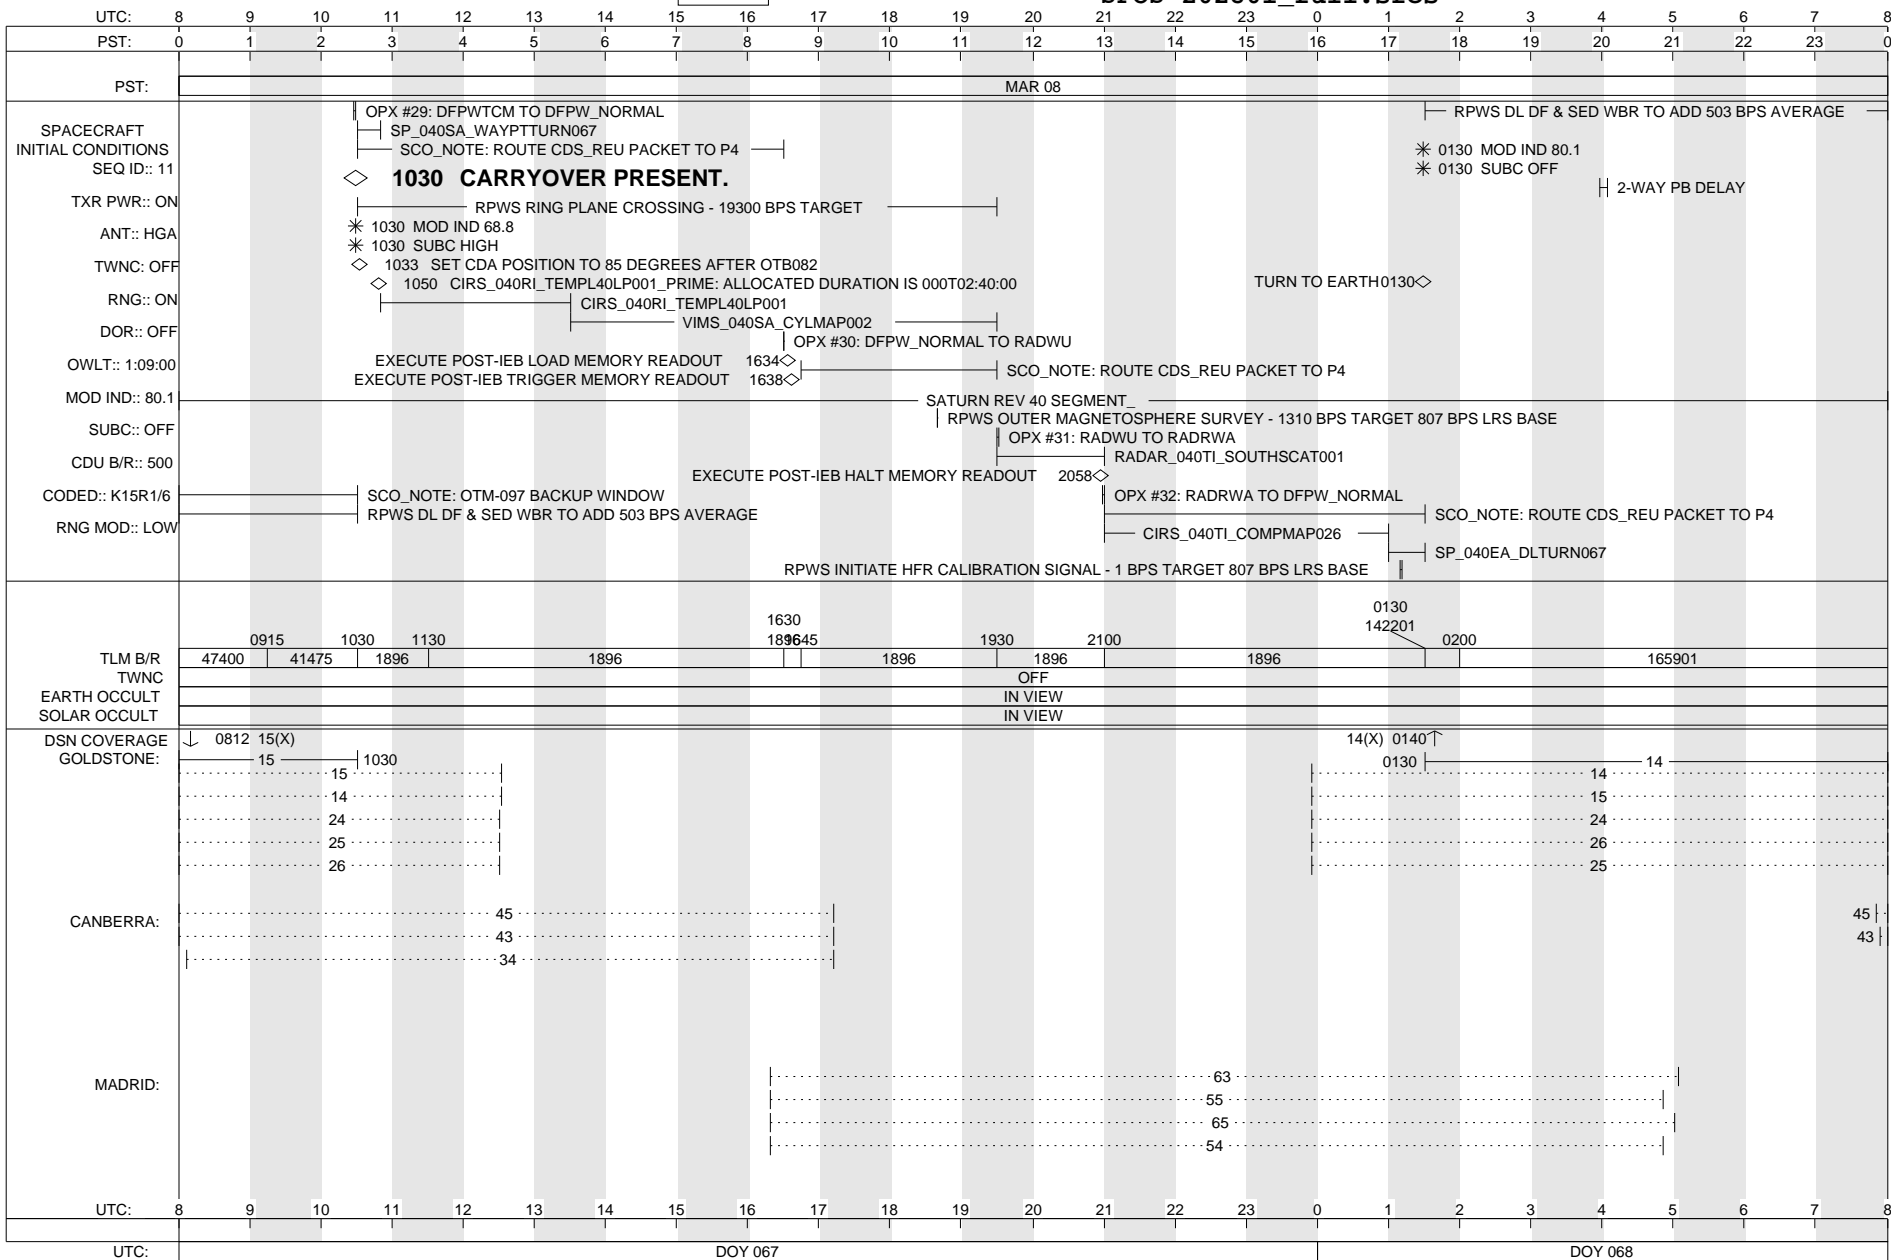 UTC: 8 9 10 11 12 13 14 15 16 17 18 19 20 21 22 23 0 1 2 3 4 5 6 7 8
PST: 0 1 2 3 4 5 6 7 8 9 10 11 12 13 14 15 16 17 18 19 20 21 22 23 0
PST: MAR 08
OPX #29: DFPWTCM TO DFPW_NORMAL RPWS DL DF & SED WBR TO ADD 503 BPS AVERAGE
SPACECRAFT SP_040SA_WAYPTTURN067
INITIAL CONDITIONS SCO_NOTE: ROUTE CDS_REU PACKET TO P4 0130 MOD IND 80.1
SEQ ID:: 11 0130 SUBC OFF
1030 CARRYOVER PRESENT.
2-WAY PB DELAY
TXR PWR:: ON RPWS RING PLANE CROSSING - 19300 BPS TARGET
1030 MOD IND 68.8
ANT:: HGA
1030 SUBC HIGH
TWNC: OFF 1033 SET CDA POSITION TO 85 DEGREES AFTER OTB082
1050 CIRS_040RI_TEMPL40LP001_PRIME: ALLOCATED DURATION IS 000T02:40:00 TURN TO EARTH 0130
RNG:: ON CIRS_040RI_TEMPL40LP001
VIMS_040SA_CYLMAP002
DOR:: OFF
OPX #30: DFPW_NORMAL TO RADWU
EXECUTE POST-IEB LOAD MEMORY READOUT 1634
OWLT:: 1:09:00 SCO_NOTE: ROUTE CDS_REU PACKET TO P4
EXECUTE POST-IEB TRIGGER MEMORY READOUT 1638
MOD IND:: 80.1 SATURN REV 40 SEGMENT_
RPWS OUTER MAGNETOSPHERE SURVEY - 1310 BPS TARGET 807 BPS LRS BASE
SUBC:: OFF
OPX #31: RADWU TO RADRWA
CDU B/R:: 500 RADAR_040TI_SOUTHSCAT001
EXECUTE POST-IEB HALT MEMORY READOUT 2058
CODED:: K15R1/6 SCO_NOTE: OTM-097 BACKUP WINDOW OPX #32: RADRWA TO DFPW_NORMAL
RPWS DL DF & SED WBR TO ADD 503 BPS AVERAGE SCO_NOTE: ROUTE CDS_REU PACKET TO P4
RNG MOD:: LOW CIRS_040TI_COMPMAP026
SP_040EA_DLTURN067
RPWS INITIATE HFR CALIBRATION SIGNAL - 1 BPS TARGET 807 BPS LRS BASE
1630 0130
142201
0915 1030 1130 1896 1645 1930 2100 0200
TLM B/R 47400 41475 1896 1896 1896 1896 1896 165901
TWNC OFF
EARTH OCCULT IN VIEW
SOLAR OCCULT IN VIEW
DSN COVERAGE 0812 15(X) 14(X) 0140
GOLDSTONE: 15 1030 0130 14
15 14
14 15
24 24
25 26
26 25
CANBERRA: 45 45
43 43
34
MADRID: 63
55
65
54
UTC: 8 9 10 11 12 13 14 15 16 17 18 19 20 21 22 23 0 1 2 3 4 5 6 7 8
UTC: DOY 067 DOY 068